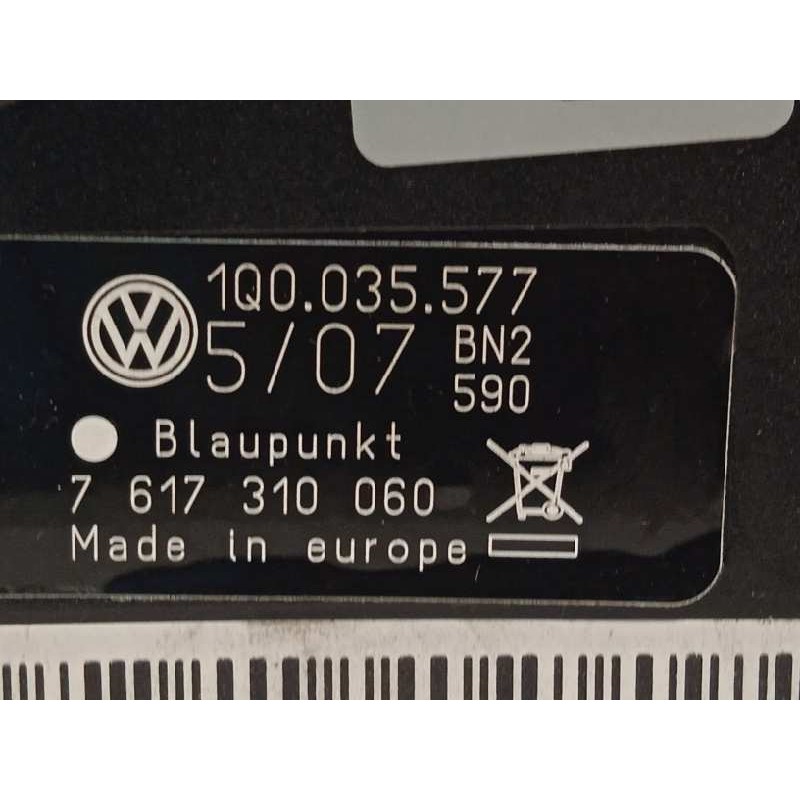 1Q0.035.577
5/07 BN2
590
Blaupunkt
7 617 310 060
Made in europe